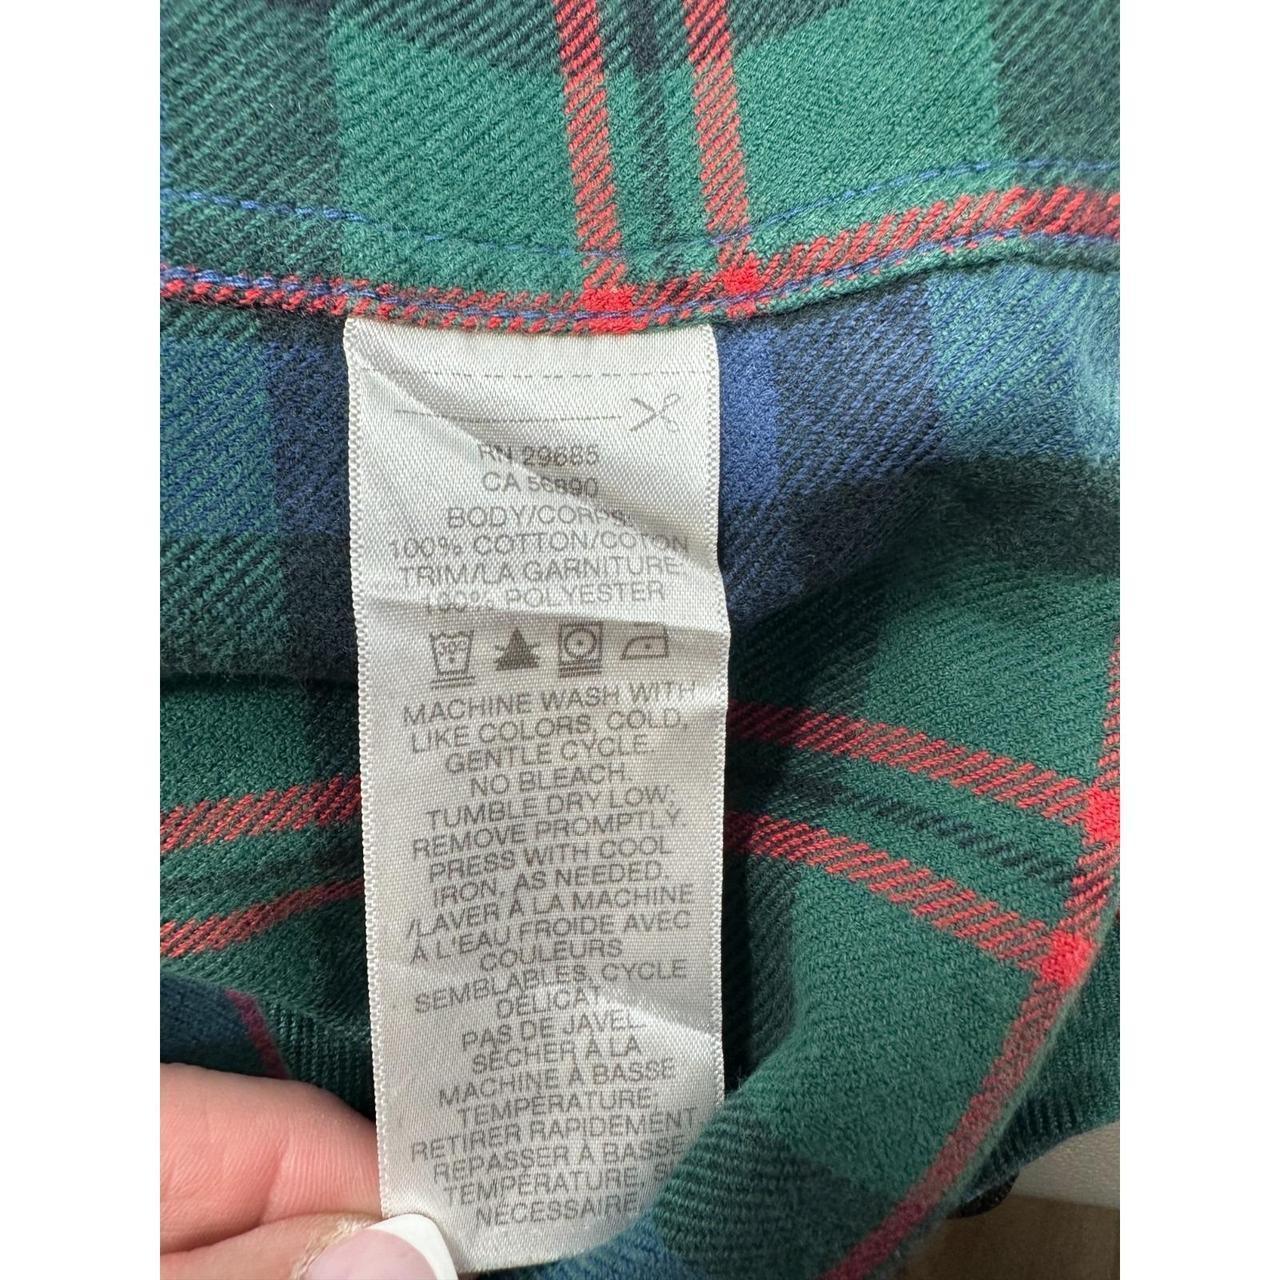 RN 29685
CA 56890
BODY/CORPS:
100% COTTON/COTON
TRIM/LA GARNITURE:
100% POLYESTER
30°
MACHINE WASH WITH
LIKE COLORS, COLD,
GENTLE CYCLE.
NO BLEACH.
TUMBLE DRY LOW.
REMOVE PROMPTLY.
PRESS WITH COOL
IRON, AS NEEDED.
/LAVER À LA MACHINE
À L'EAU FROIDE AVEC
COULEURS
SEMBLABLES, CYCLE
DÉLICAT.
PAS DE JAVEL.
SÉCHER À LA
MACHINE À BASSE
TEMPÉRATURE.
RETIRER RAPIDEMENT.
REPASSER À BASSE
TEMPÉRATURE, SI
NÉCESSAIRE.